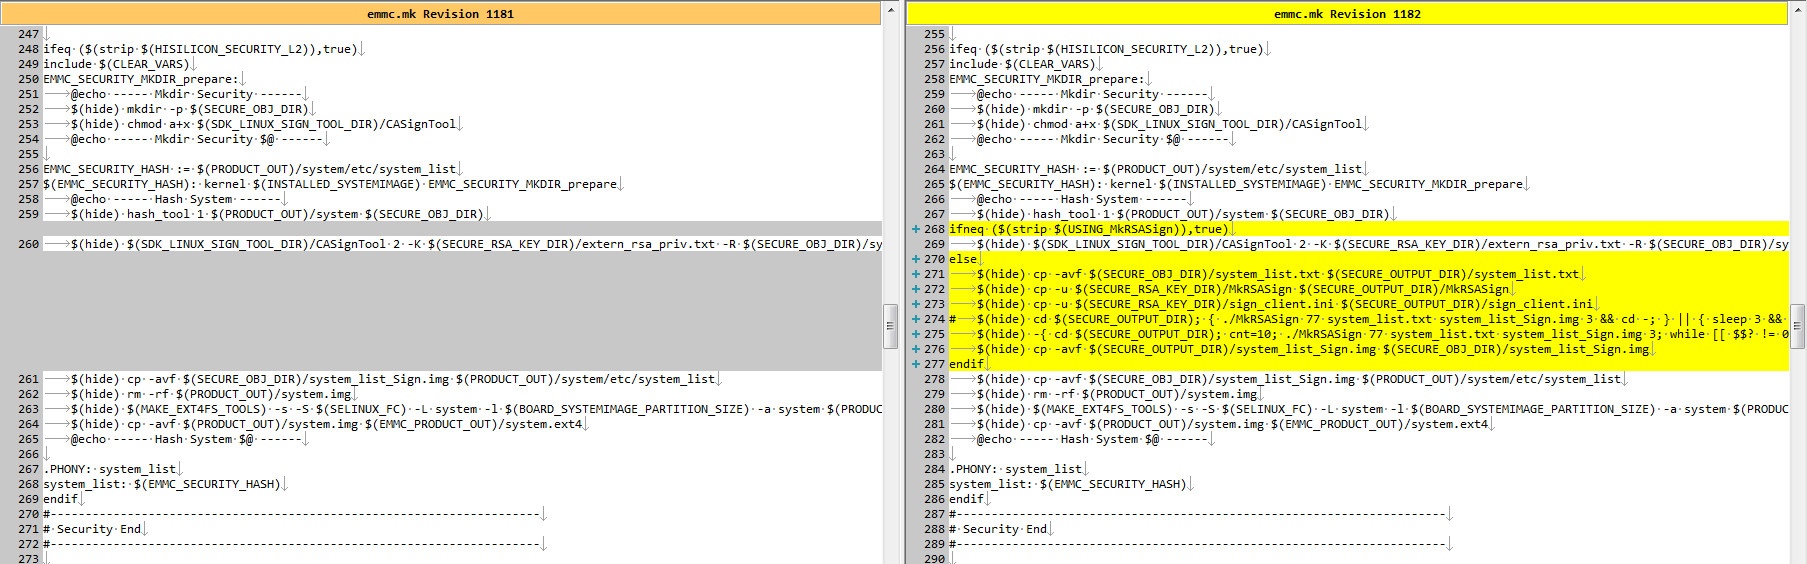 emmc.mk Revision 1181
247
248 ifeq ($(strip $(HISILICON_SECURITY_L2)),true)
249 include $(CLEAR_VARS)
250 EMMC_SECURITY_MKDIR_prepare:
251 @echo ----- Mkdir Security ------
252 $(hide) mkdir -p $(SECURE_OBJ_DIR)
253 $(hide) chmod a+x $(SDK_LINUX_SIGN_TOOL_DIR)/CASignTool
254 @echo ----- Mkdir Security $@ ------
255
256 EMMC_SECURITY_HASH := $(PRODUCT_OUT)/system/etc/system_list
257 $(EMMC_SECURITY_HASH): kernel $(INSTALLED_SYSTEMIMAGE) EMMC_SECURITY_MKDIR_prepare
258 @echo ----- Hash System ------
259 $(hide) hash_tool 1 $(PRODUCT_OUT)/system $(SECURE_OBJ_DIR)
260 $(hide) $(SDK_LINUX_SIGN_TOOL_DIR)/CASignTool 2 -K $(SECURE_RSA_KEY_DIR)/extern_rsa_priv.txt -R $(SECURE_OBJ_DIR)/sy
261 $(hide) cp -avf $(SECURE_OBJ_DIR)/system_list_Sign.img $(PRODUCT_OUT)/system/etc/system_list
262 $(hide) rm -rf $(PRODUCT_OUT)/system.img
263 $(hide) $(MAKE_EXT4FS_TOOLS) -s -S $(SELINUX_FC) -L system -l $(BOARD_SYSTEMIMAGE_PARTITION_SIZE) -a system $(PRODUC
264 $(hide) cp -avf $(PRODUCT_OUT)/system.img $(EMMC_PRODUCT_OUT)/system.ext4
265 @echo ----- Hash System $@ ------
266
267 .PHONY: system_list
268 system_list: $(EMMC_SECURITY_HASH)
269 endif
270 #----------------------------------------------------------------------
271 # Security End
272 #----------------------------------------------------------------------
273
emmc.mk Revision 1182
255
256 ifeq ($(strip $(HISILICON_SECURITY_L2)),true)
257 include $(CLEAR_VARS)
258 EMMC_SECURITY_MKDIR_prepare:
259 @echo ----- Mkdir Security ------
260 $(hide) mkdir -p $(SECURE_OBJ_DIR)
261 $(hide) chmod a+x $(SDK_LINUX_SIGN_TOOL_DIR)/CASignTool
262 @echo ----- Mkdir Security $@ ------
263
264 EMMC_SECURITY_HASH := $(PRODUCT_OUT)/system/etc/system_list
265 $(EMMC_SECURITY_HASH): kernel $(INSTALLED_SYSTEMIMAGE) EMMC_SECURITY_MKDIR_prepare
266 @echo ----- Hash System ------
267 $(hide) hash_tool 1 $(PRODUCT_OUT)/system $(SECURE_OBJ_DIR)
+ 268 ifneq ($(strip $(USING_MkRSASign)),true)
269 $(hide) $(SDK_LINUX_SIGN_TOOL_DIR)/CASignTool 2 -K $(SECURE_RSA_KEY_DIR)/extern_rsa_priv.txt -R $(SECURE_OBJ_DIR)/sy
+ 270 else
+ 271 $(hide) cp -avf $(SECURE_OBJ_DIR)/system_list.txt $(SECURE_OUTPUT_DIR)/system_list.txt
+ 272 $(hide) cp -u $(SECURE_RSA_KEY_DIR)/MkRSASign $(SECURE_OUTPUT_DIR)/MkRSASign
+ 273 $(hide) cp -u $(SECURE_RSA_KEY_DIR)/sign_client.ini $(SECURE_OUTPUT_DIR)/sign_client.ini
+ 274 # $(hide) cd $(SECURE_OUTPUT_DIR); { ./MkRSASign 77 system_list.txt system_list_Sign.img 3 && cd -; } || { sleep 3 &&
+ 275 $(hide) -{ cd $(SECURE_OUTPUT_DIR); cnt=10; ./MkRSASign 77 system_list.txt system_list_Sign.img 3; while [[ $$? != 0
+ 276 $(hide) cp -avf $(SECURE_OUTPUT_DIR)/system_list_Sign.img $(SECURE_OBJ_DIR)/system_list_Sign.img
+ 277 endif
278 $(hide) cp -avf $(SECURE_OBJ_DIR)/system_list_Sign.img $(PRODUCT_OUT)/system/etc/system_list
279 $(hide) rm -rf $(PRODUCT_OUT)/system.img
280 $(hide) $(MAKE_EXT4FS_TOOLS) -s -S $(SELINUX_FC) -L system -l $(BOARD_SYSTEMIMAGE_PARTITION_SIZE) -a system $(PRODUC
281 $(hide) cp -avf $(PRODUCT_OUT)/system.img $(EMMC_PRODUCT_OUT)/system.ext4
282 @echo ----- Hash System $@ ------
283
284 .PHONY: system_list
285 system_list: $(EMMC_SECURITY_HASH)
286 endif
287 #----------------------------------------------------------------------
288 # Security End
289 #----------------------------------------------------------------------
290